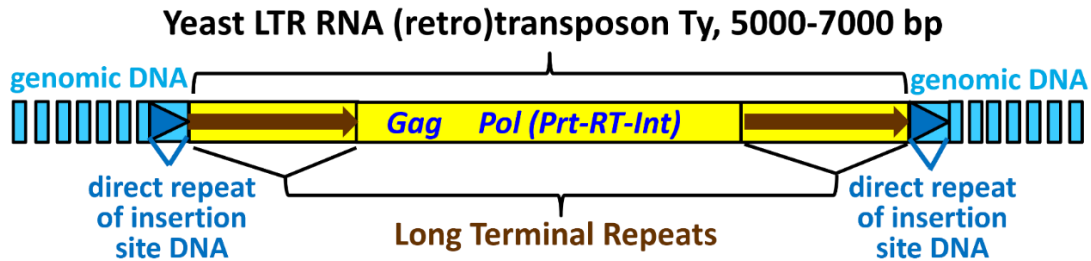 Yeast LTR RNA (retro)transposon Ty, 5000-7000 bp
genomic DNA
genomic DNA
Gag Pol (Prt-RT-Int)
direct repeat
of insertion
site DNA
Long Terminal Repeats
direct repeat
of insertion
site DNA